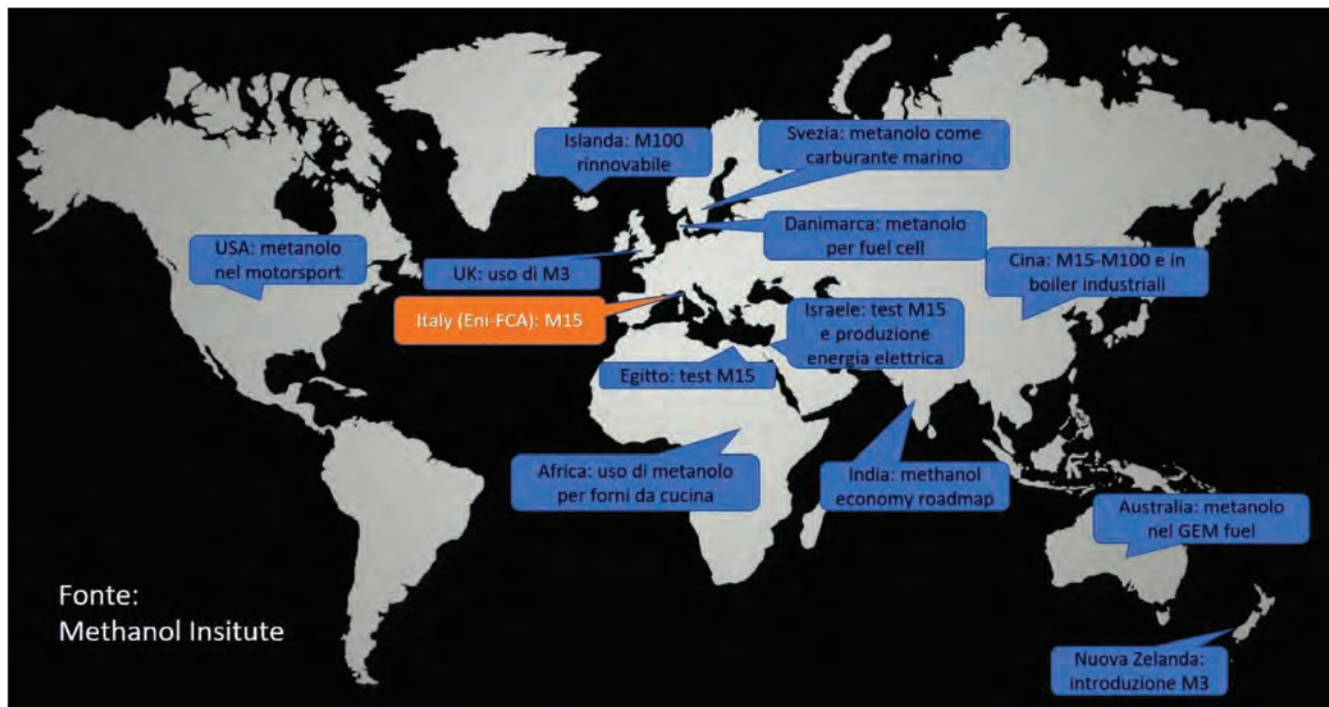 Islanda: M100
rinnovabile
Svezia: metanolo come
carburante marino
USA: metanolo
nel motorsport
Danimarca: metanolo
per fuel cell
UK: uso di M3
Cina: M15-M100 e in
boiler industriali
Italy (Eni-FCA): M15
Israele: test M15
e produzione
energia elettrica
Egitto: test M15
Africa: uso di metanolo
per forni da cucina
India: methanol
economy roadmap
Australia: metanolo
nel GEM fuel
Fonte:
Methanol Insitute
Nuova Zelanda:
introduzione M3